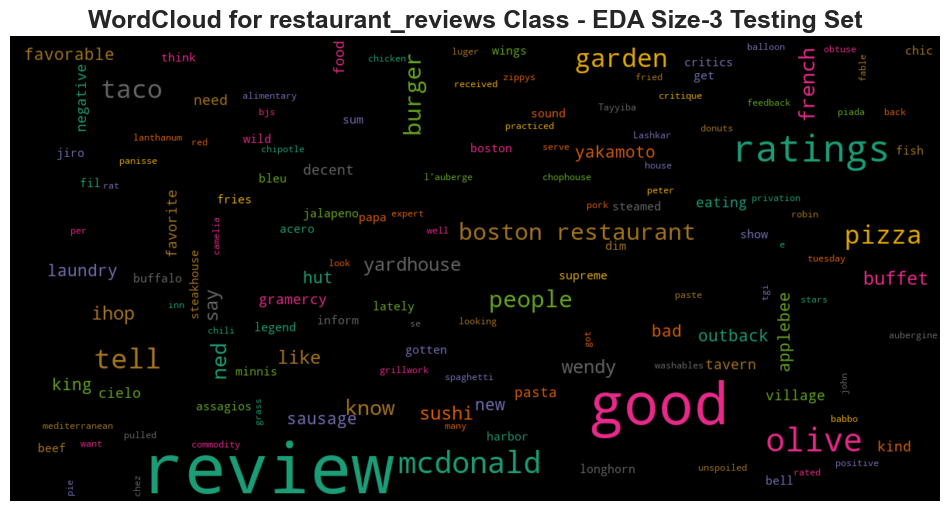 WordCloud for restaurant_reviews Class - EDA Size-3 Testing Set
favorable
think
food
chicken
burger
luger
wings
received
zippys
garden
fried
critics
get
balloon
french
obtuse
fable
chic
negative
taco
alimentary
need
bjs
sum
practiced
sound
Tayyiba
critique
feedback
piada
back
lanthanum
red
wild
chipotle
boston
serve
yakamoto
Lashkar
donuts
ratings
fish
jiro
panisse
fil
rat
bleu
decent
l'auberge
chophouse
house
peter
fries
favorite
jalapeno
papa
expert
pork
steamed
eating
privation
robin
per
camelia
acero
well
boston restaurant
dim
show
e
pizza
laundry
buffalo
steakhouse
hut
look
yardhouse
supreme
tuesday
buffet
inn
say
gramercy
lately
people
paste
tgi
stars
ihop
chili
legend
inform
se
looking
got
bad
outback
applebee
aubergine
tell
ned
like
minnis
gotten
grillwork
spaghetti
wendy
washables
tavern
king
cielo
assagios
grass
sausage
know
sushi
new
pasta
many
village
john
babbo
mediterranean
pulled
want
commodity
harbor
good
olive
kind
beef
review
mcdonald
longhorn
unspoiled
rated
positive
bell
pie
chez